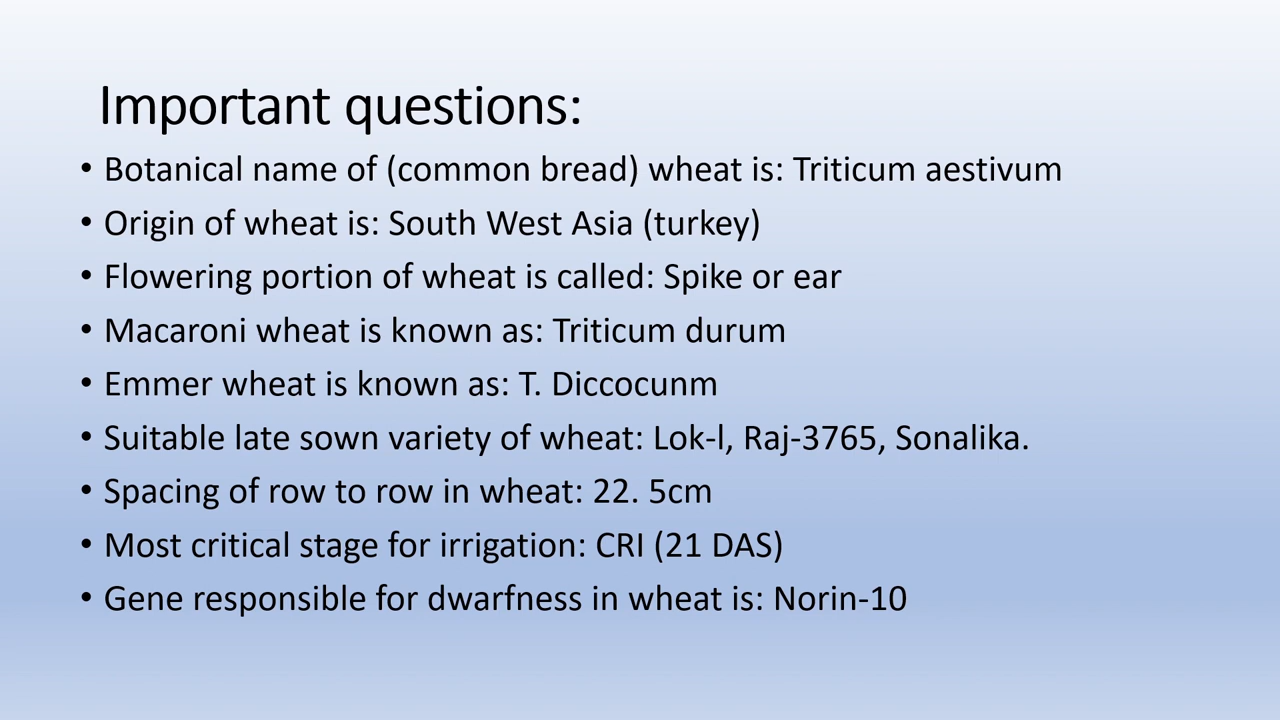 Important questions:
• Botanical name of (common bread) wheat is: Triticum aestivum
• Origin of wheat is: South West Asia (turkey)
• Flowering portion of wheat is called: Spike or ear
• Macaroni wheat is known as: Triticum durum
• Emmer wheat is known as: T. Diccocunm
• Suitable late sown variety of wheat: Lok-l, Raj-3765, Sonalika.
• Spacing of row to row in wheat: 22. 5cm
• Most critical stage for irrigation: CRI (21 DAS)
• Gene responsible for dwarfness in wheat is: Norin-10